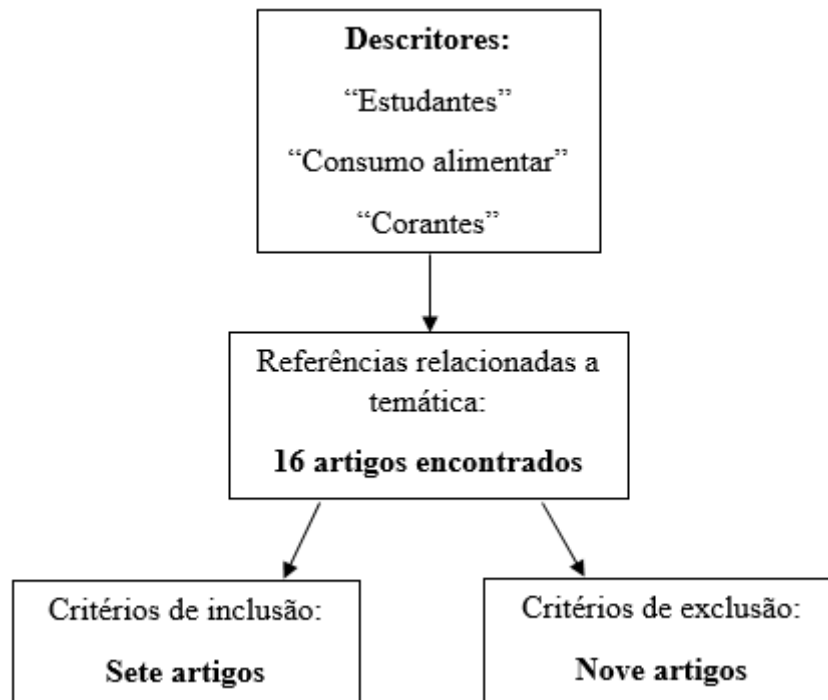 Descritores:
“Estudantes”
“Consumo alimentar”
“Corantes”
Referências relacionadas a
temática:
16 artigos encontrados
Critérios de inclusão:
Sete artigos
Critérios de exclusão:
Nove artigos